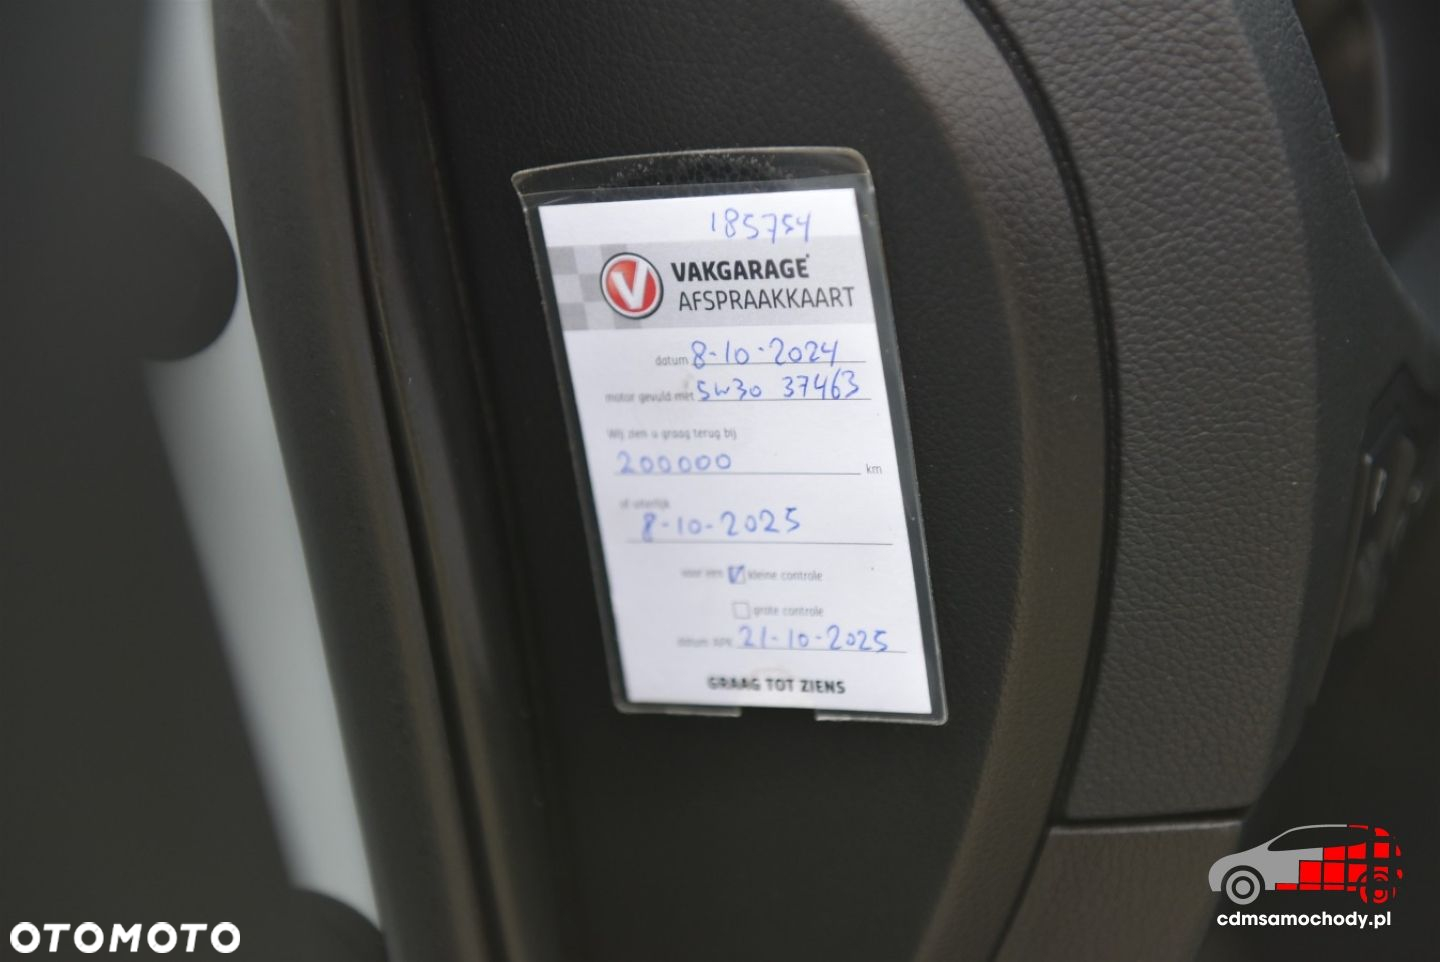 185754
VAKGARAGE
AFSPRAAKKAART
datum 8-10-2024
motor gevuld met 5w30 37463
Wij zien u graag terug bij
200000 km
of uiterlijk
8-10-2025
voor een kleine controle
grote controle
datum APK 21-10-2025
GRAAG TOT ZIENS
cdmsamochody.pl
OTOMOTO